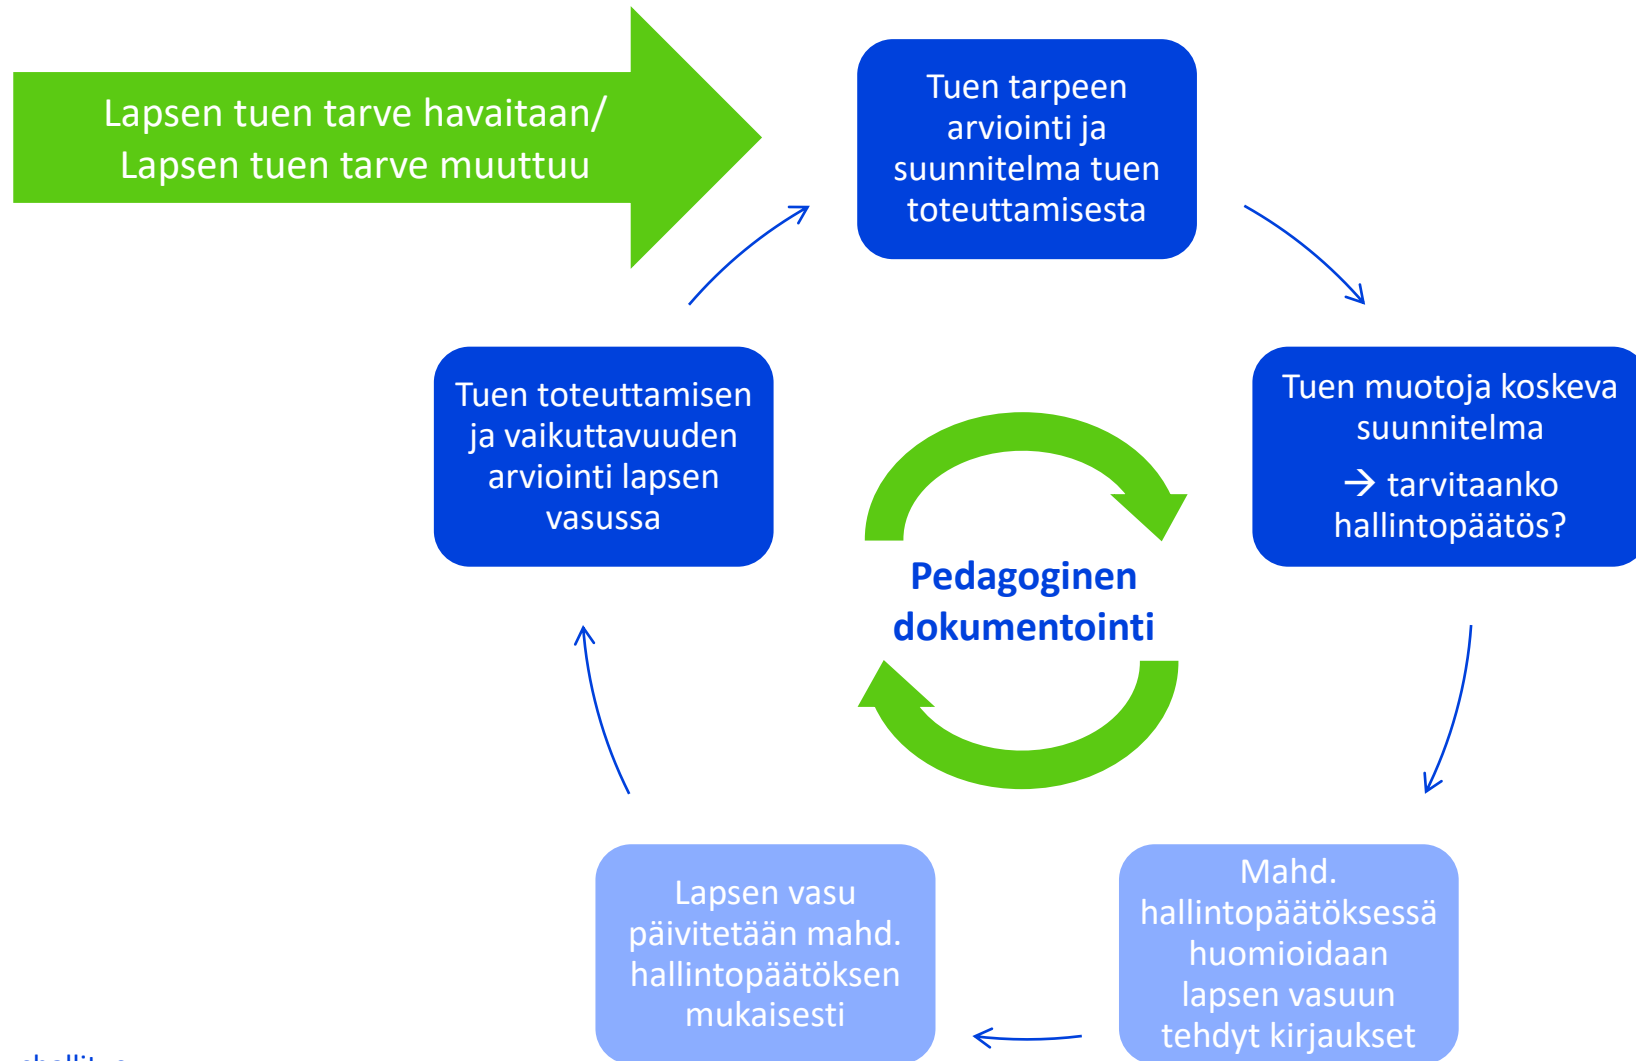 Lapsen tuen tarve havaitaan/
Lapsen tuen tarve muuttuu
Tuen tarpeen
arviointi ja
suunnitelma tuen
toteuttamisesta
Tuen muotoja koskeva
suunnitelma
→ tarvitaanko
hallintopäätös?
Mahd.
hallintopäätöksessä
huomioidaan
lapsen vasuun
tehdyt kirjaukset
Lapsen vasu
päivitetään mahd.
hallintopäätöksen
mukaisesti
Tuen toteuttamisen
ja vaikuttavuuden
arviointi lapsen
vasussa
Pedagoginen
dokumentointi